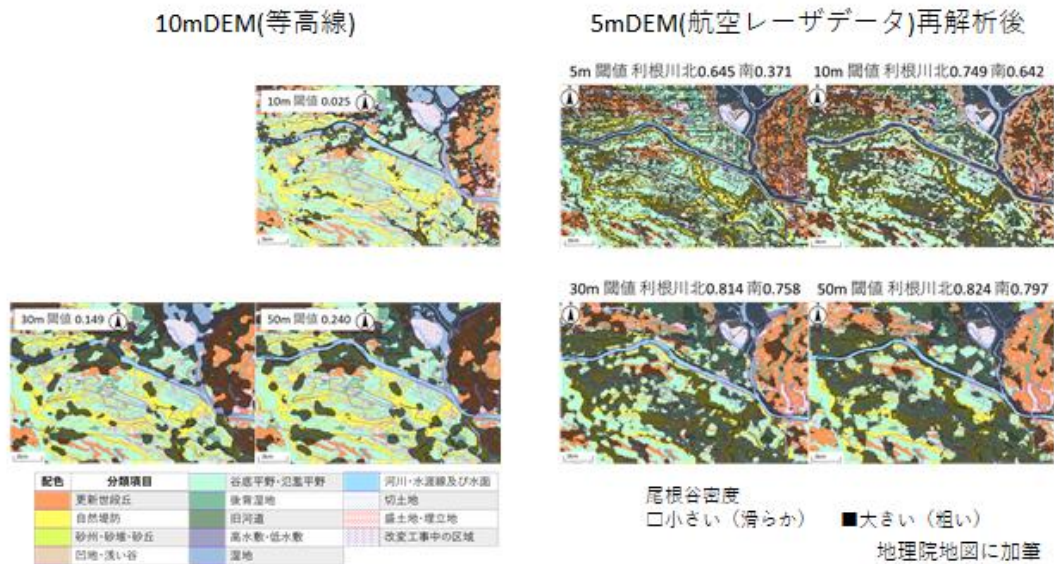 10mDEM(等高線)
5mDEM(航空レーザデータ)再解析後
5m 閾値 利根川北0.645 南0.371
10m 閾値 利根川北0.749 南0.642
10m 閾値 0.025
30m 閾値 利根川北0.814 南0.758
50m 閾値 利根川北0.824 南0.797
30m 閾値 0.149
50m 閾値 0.240
配色 分類項目
更新世段丘
自然堤防
砂州・砂堆・砂丘
凹地・浅い谷
谷底平野・氾濫平野
後背湿地
旧河道
高水敷・低水敷
湿地
河川・水涯線及び水面
切土地
盛土地・埋立地
改変工事中の区域
尾根谷密度
□小さい（滑らか） ■大きい（粗い）
地理院地図に加筆